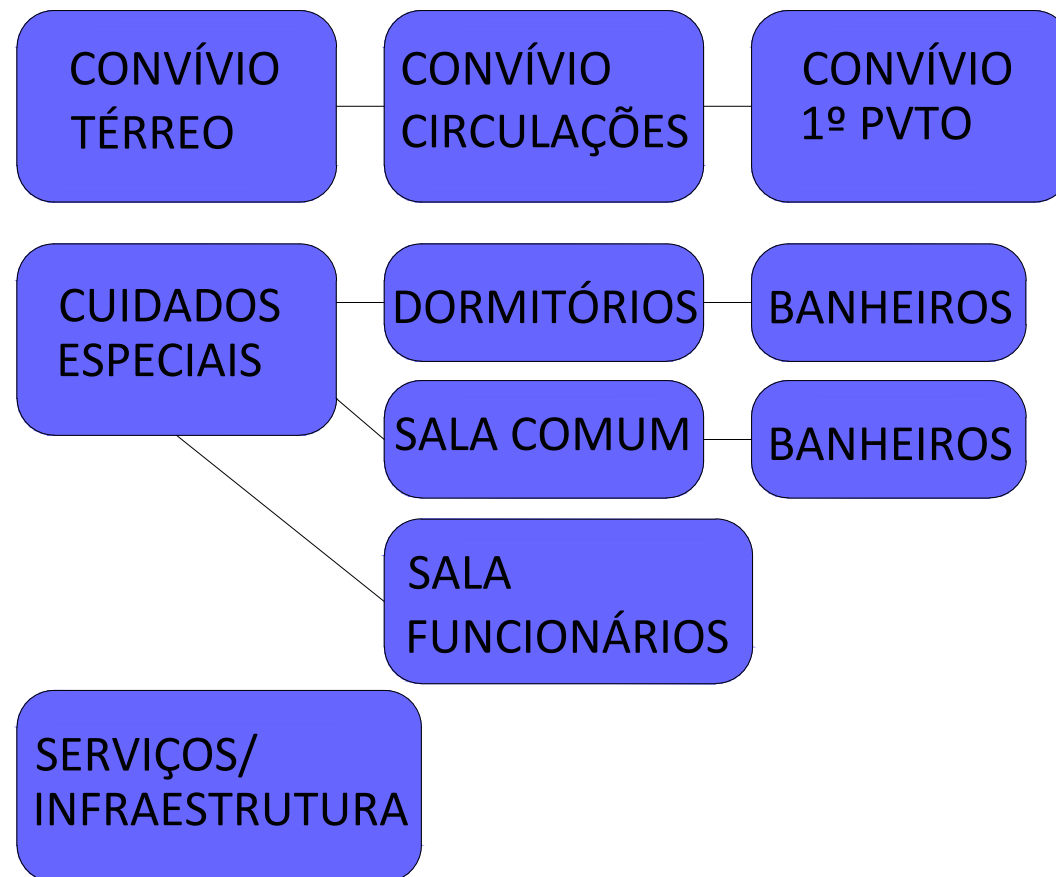 CONVÍVIO
TÉRREO
CONVÍVIO
CIRCULAÇÕES
CONVÍVIO
1º PVTO
CUIDADOS
ESPECIAIS
DORMITÓRIOS
BANHEIROS
SALA COMUM
BANHEIROS
SALA
FUNCIONÁRIOS
SERVIÇOS/
INFRAESTRUTURA